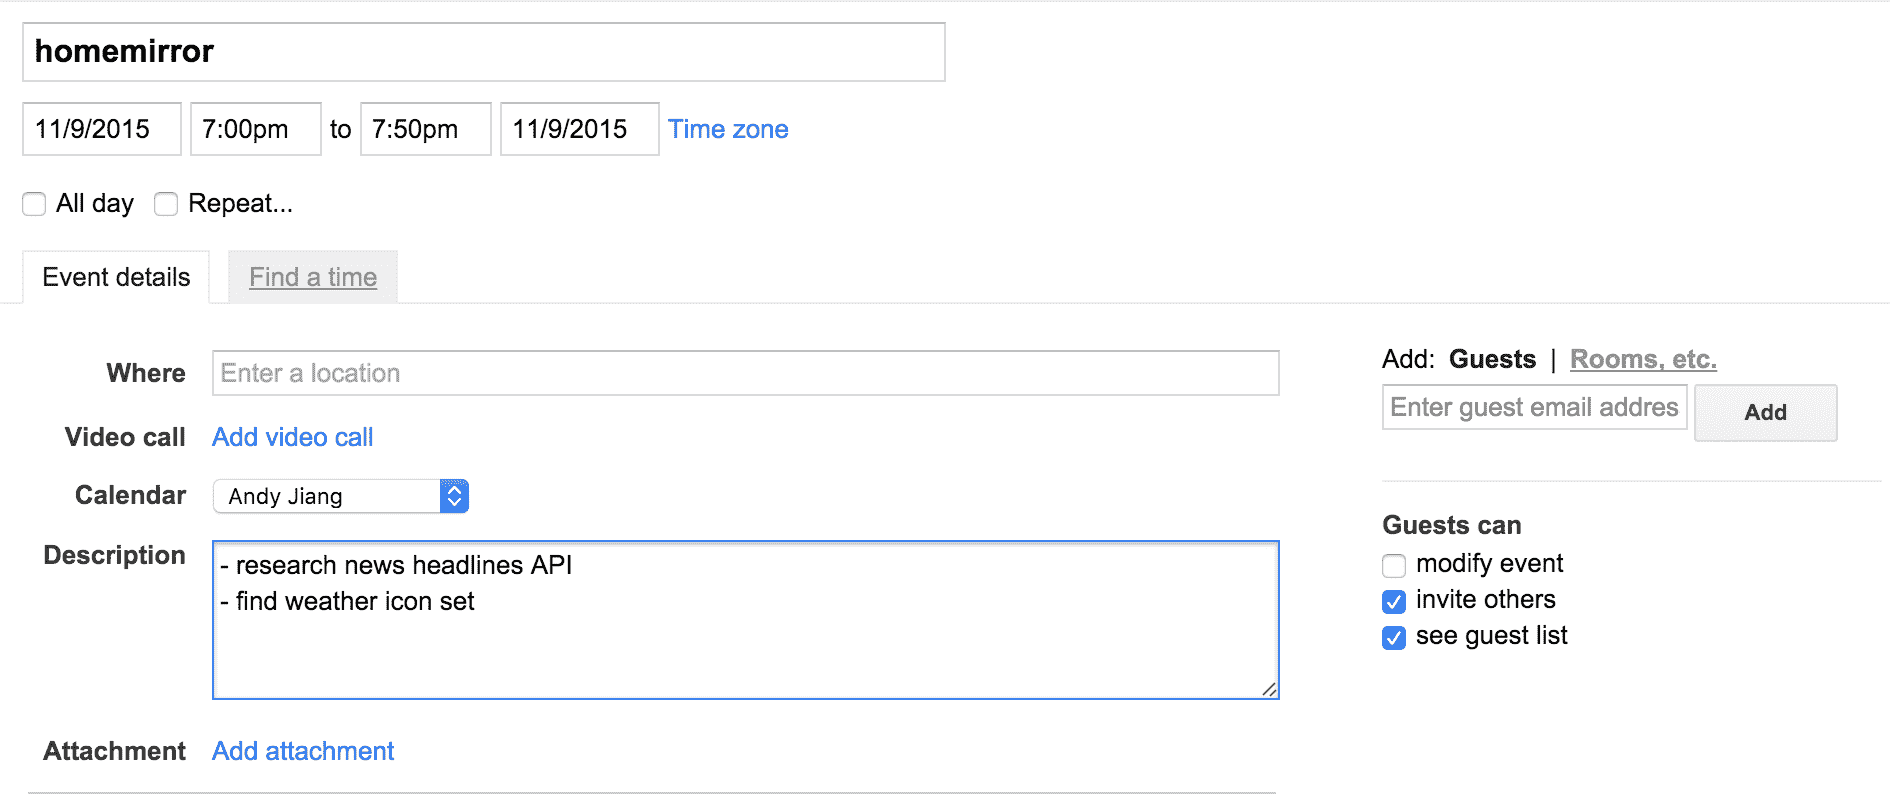 homemirror
11/9/2015 7:00pm to 7:50pm 11/9/2015 Time zone
All day Repeat...
Event details Find a time
Where Enter a location
Video call Add video call
Calendar Andy Jiang
Description - research news headlines API
- find weather icon set
Attachment Add attachment
Add: Guests | Rooms, etc.
Enter guest email addres Add
Guests can
modify event
invite others
see guest list